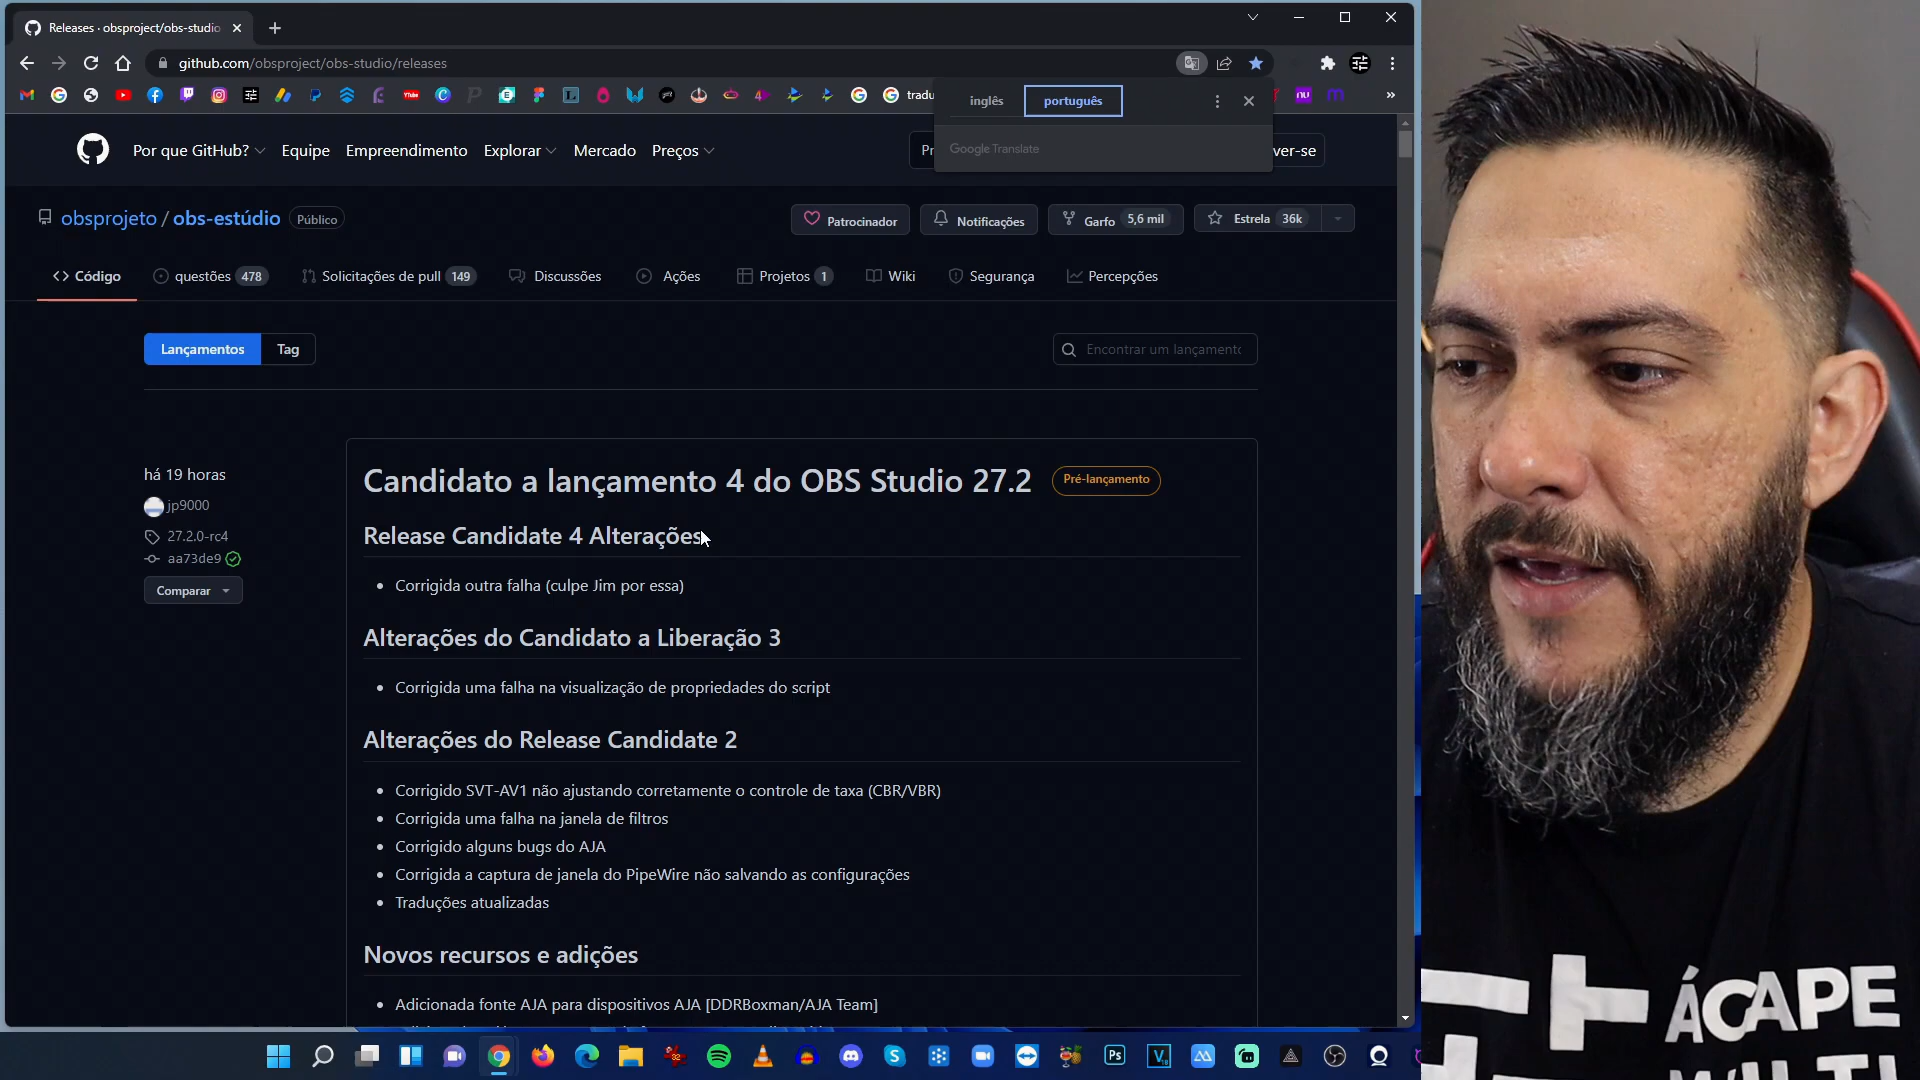 Releases · obsproject/obs-studio
github.com/obsproject/obs-studio/releases
tradu
inglês
português
Google Translate
Por que GitHub?
Equipe
Empreendimento
Explorar
Mercado
Preços
ver-se
obsprojeto / obs-estúdio
Público
Patrocinador
Notificações
Garfo 5,6 mil
Estrela 36k
Código
questões 478
Solicitações de pull 149
Discussões
Ações
Projetos 1
Wiki
Segurança
Percepções
Lançamentos
Tag
Encontrar um lançamento
há 19 horas
jp9000
27.2.0-rc4
aa73de9
Comparar
Candidato a lançamento 4 do OBS Studio 27.2
Pré-lançamento
Release Candidate 4 Alterações
Corrigida outra falha (culpe Jim por essa)
Alterações do Candidato a Liberação 3
Corrigida uma falha na visualização de propriedades do script
Alterações do Release Candidate 2
Corrigido SVT-AV1 não ajustando corretamente o controle de taxa (CBR/VBR)
Corrigida uma falha na janela de filtros
Corrigido alguns bugs do AJA
Corrigida a captura de janela do PipeWire não salvando as configurações
Traduções atualizadas
Novos recursos e adições
Adicionada fonte AJA para dispositivos AJA [DDRBoxman/AJA Team]
Ps
ÁCAPE
MULTI